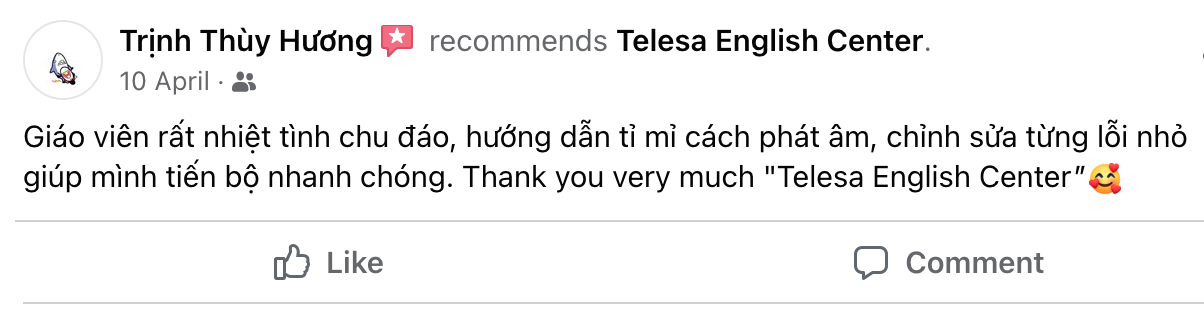 Trịnh Thùy Hương recommends Telesa English Center.
10 April ·
Giáo viên rất nhiệt tình chu đáo, hướng dẫn tỉ mỉ cách phát âm, chỉnh sửa từng lỗi nhỏ
giúp mình tiến bộ nhanh chóng. Thank you very much "Telesa English Center”🥰
Like Comment